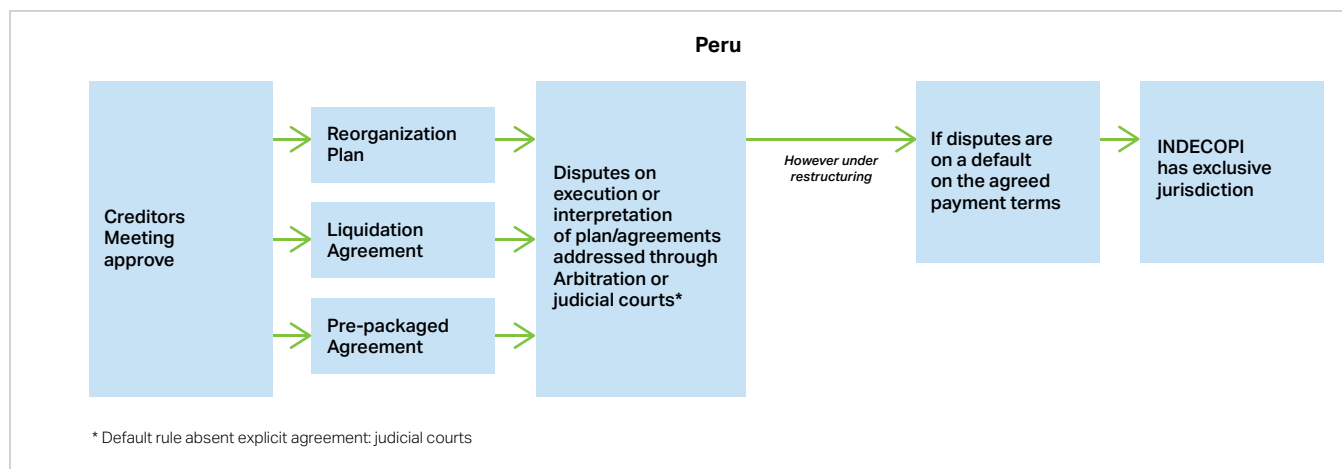 Peru
Creditors
Meeting
approve
Reorganization
Plan
Liquidation
Agreement
Pre-packaged
Agreement
Disputes on
execution or
interpretation
of plan/agreements
addressed through
Arbitration or
judicial courts*
However under
restructuring
If disputes are
on a default
on the agreed
payment terms
INDECOPI
has exclusive
jurisdiction
* Default rule absent explicit agreement: judicial courts